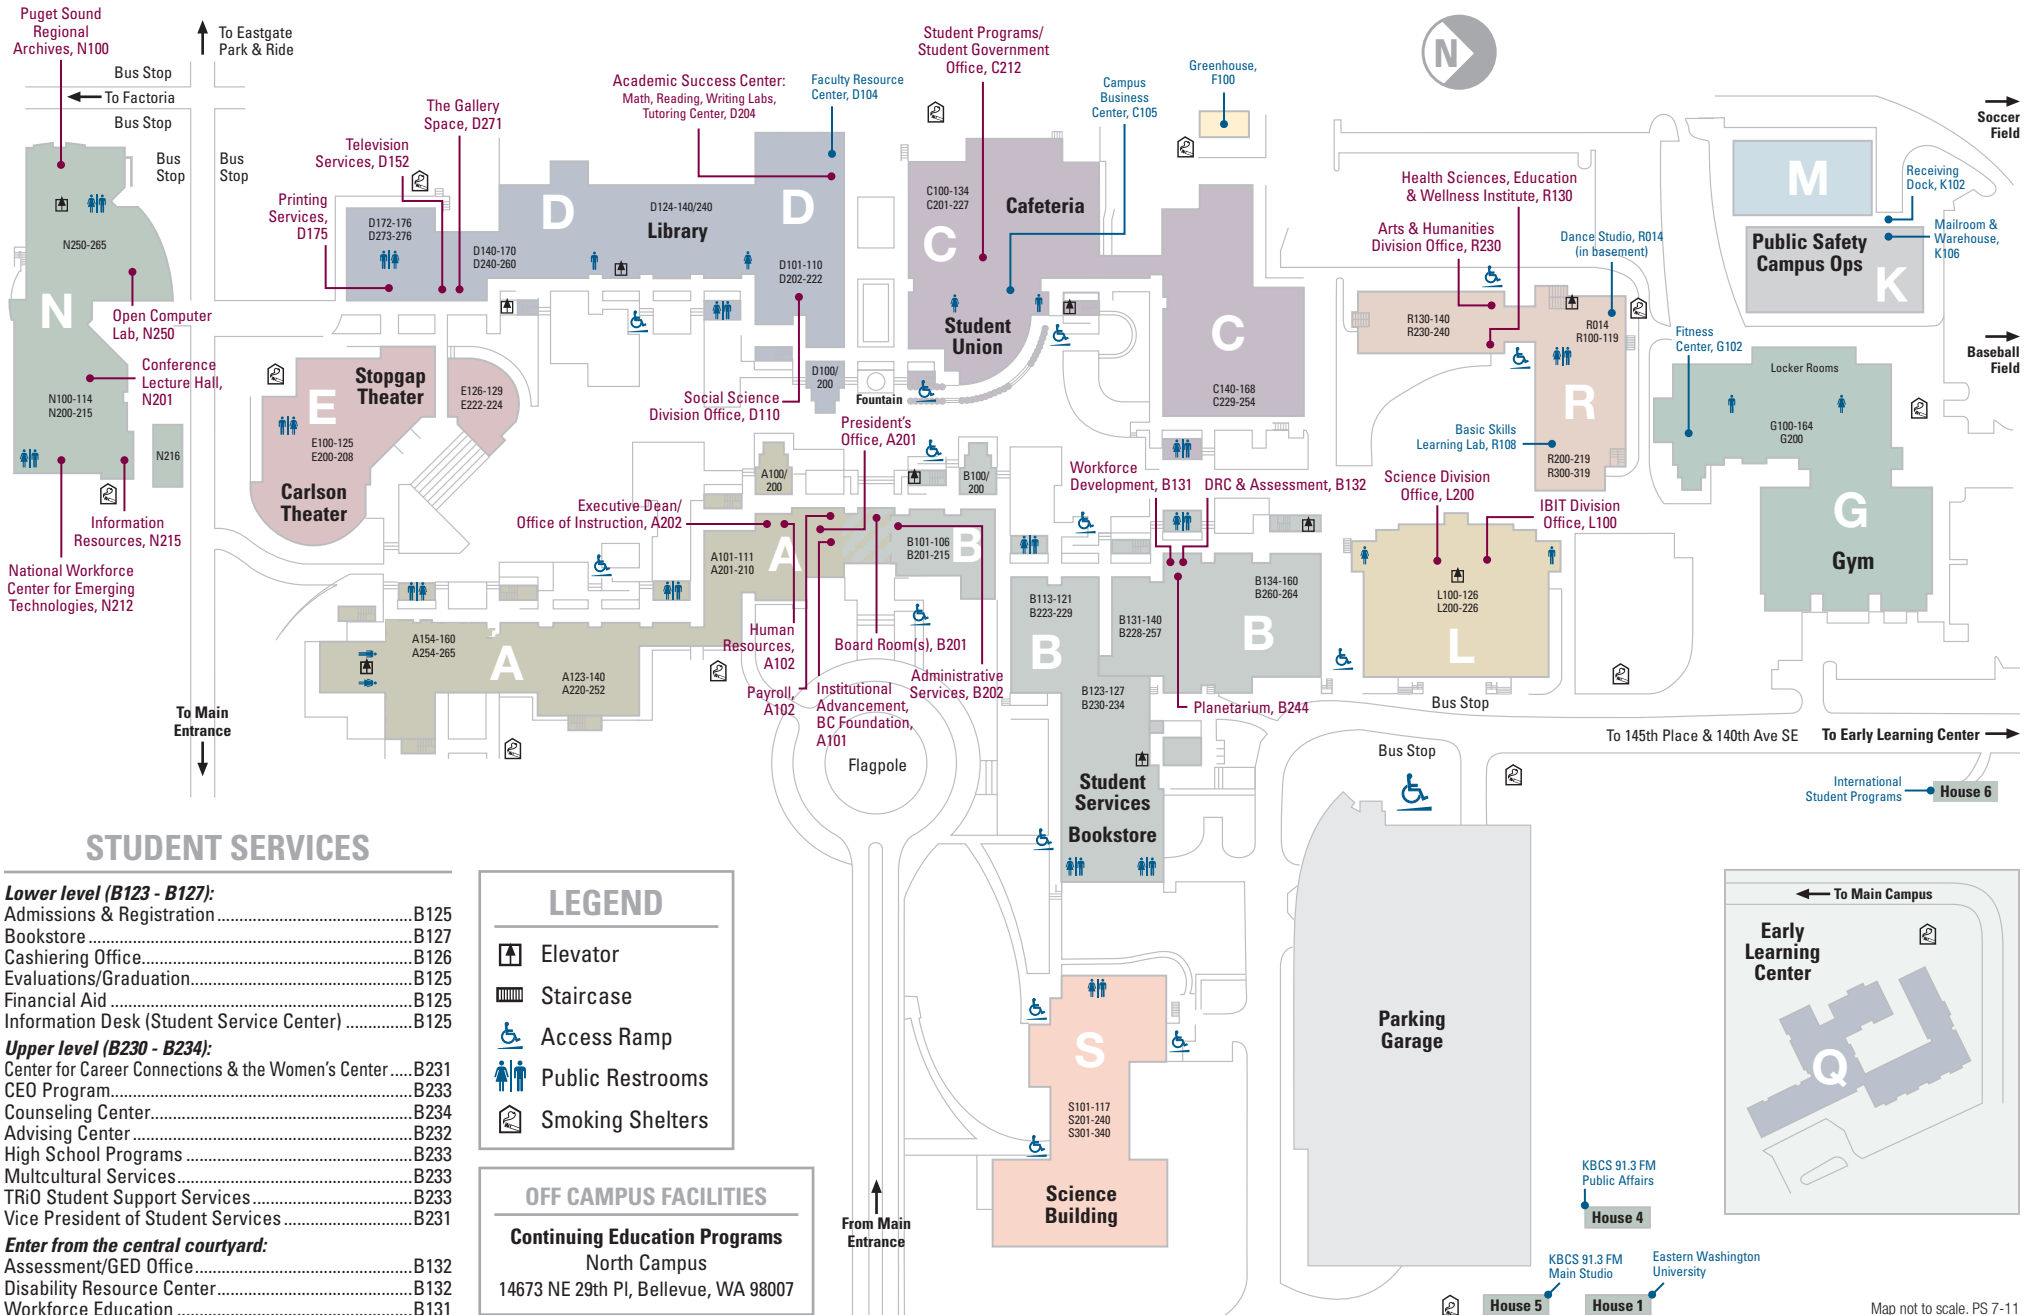 Puget Sound
Regional
Archives, N100
To Eastgate
Park & Ride
Bus Stop
To Factoria
Bus Stop
Bus
Stop
Bus
Stop
The Gallery
Space, D271
Television
Services, D152
Printing
Services,
D175
Academic Success Center:
Math, Reading, Writing Labs,
Tutoring Center, D204
Faculty Resource
Center, D104
Student Programs/
Student Government
Office, C212
Campus
Business
Center, C105
Greenhouse,
F100
N
Soccer
Field
Health Sciences, Education
& Wellness Institute, R130
Arts & Humanities
Division Office, R230
Dance Studio, R014
(in basement)
Receiving
Dock, K102
Mailroom &
Warehouse,
K106
M
Public Safety
Campus Ops
K
Baseball
Field
N250-265
N
Open Computer
Lab, N250
Conference
Lecture Hall,
N201
N100-114
N200-215
N216
Information
Resources, N215
National Workforce
Center for Emerging
Technologies, N212
D172-176
D273-276
D140-170
D240-260
D
D124-140/240
Library
D
D101-110
D202-222
D100/
200
Fountain
Social Science
Division Office, D110
C100-134
C201-227
C
Cafeteria
Student
Union
C
C140-168
C229-254
R130-140
R230-240
R014
R100-119
R
Basic Skills
Learning Lab, R108
R200-219
R300-319
Fitness
Center, G102
Locker Rooms
G100-164
G200
G
Gym
Stopgap
Theater
E
E126-129
E222-224
E100-125
E200-208
Carlson
Theater
President's
Office, A201
A100/
200
B100/
200
Executive Dean/
Office of Instruction, A202
A101-111
A201-210
A
B101-106
B201-215
B
Workforce
Development, B131
DRC & Assessment, B132
Science Division
Office, L200
IBIT Division
Office, L100
L100-126
L200-226
L
Bus Stop
A154-160
A254-265
A
A123-140
A220-252
Human
Resources,
A102
Payroll,
A102
Institutional
Advancement,
BC Foundation,
A101
Board Room(s), B201
Administrative
Services, B202
B113-121
B223-229
B
B131-140
B228-257
B134-160
B260-264
B
B123-127
B230-234
Planetarium, B244
Student
Services
Bookstore
Flagpole
To Main
Entrance
To 145th Place & 140th Ave SE
To Early Learning Center
Bus Stop
International
Student Programs
House 6
Parking
Garage
S
S101-117
S201-240
S301-340
Science
Building
From Main
Entrance
To Main Campus
Early
Learning
Center
Q
KBCS 91.3 FM
Public Affairs
House 4
KBCS 91.3 FM
Main Studio
House 5
Eastern Washington
University
House 1
Map not to scale. PS 7-11
STUDENT SERVICES
Lower level (B123 - B127):
Admissions & Registration ........ B125
Bookstore ........ B127
Cashiering Office ........ B126
Evaluations/Graduation ........ B125
Financial Aid ........ B125
Information Desk (Student Service Center) ........ B125
Upper level (B230 - B234):
Center for Career Connections & the Women's Center ..... B231
CEO Program ........ B233
Counseling Center ........ B234
Advising Center ........ B232
High School Programs ........ B233
Multcultural Services ........ B233
TRiO Student Support Services ........ B233
Vice President of Student Services ........ B231
Enter from the central courtyard:
Assessment/GED Office ........ B132
Disability Resource Center ........ B132
Workforce Education ........ B131
LEGEND
Elevator
Staircase
Access Ramp
Public Restrooms
Smoking Shelters
OFF CAMPUS FACILITIES
Continuing Education Programs
North Campus
14673 NE 29th Pl, Bellevue, WA 98007